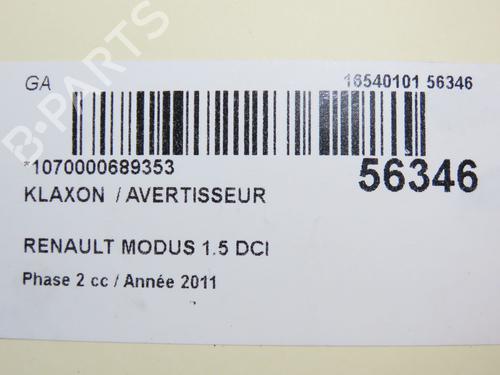 GA 16540101 56346
*1070000689353 56346
KLAXON / AVERTISSEUR
RENAULT MODUS 1.5 DCI
Phase 2 cc / Année 2011
B-PARTS